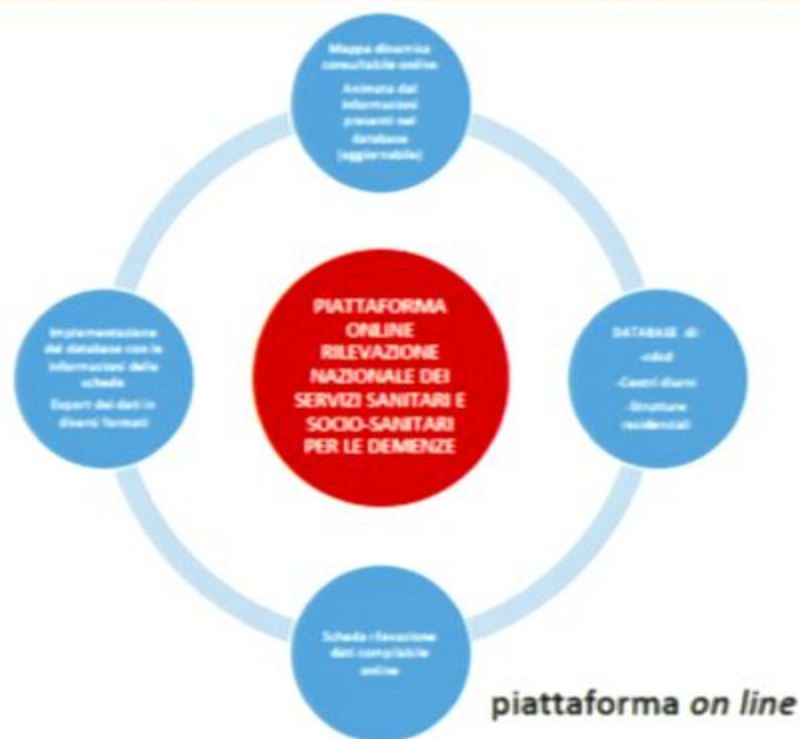 Mappa dinamica
consultabile online
Animata dal
informazioni
presenti nel
database
(aggiornabile)
PIATTAFORMA
ONLINE
RILEVAZIONE
NAZIONALE DEI
SERVIZI SANITARI E
SOCIO-SANITARI
PER LE DEMENZE
Implementazione
del database con le
informazioni delle
schede
Export dei dati in
diversi formati
DATABASE di:
-cdcd
-Centri diurni
-Strutture
residenziali
Scheda rilevazione
dati compilabile
online
piattaforma on line